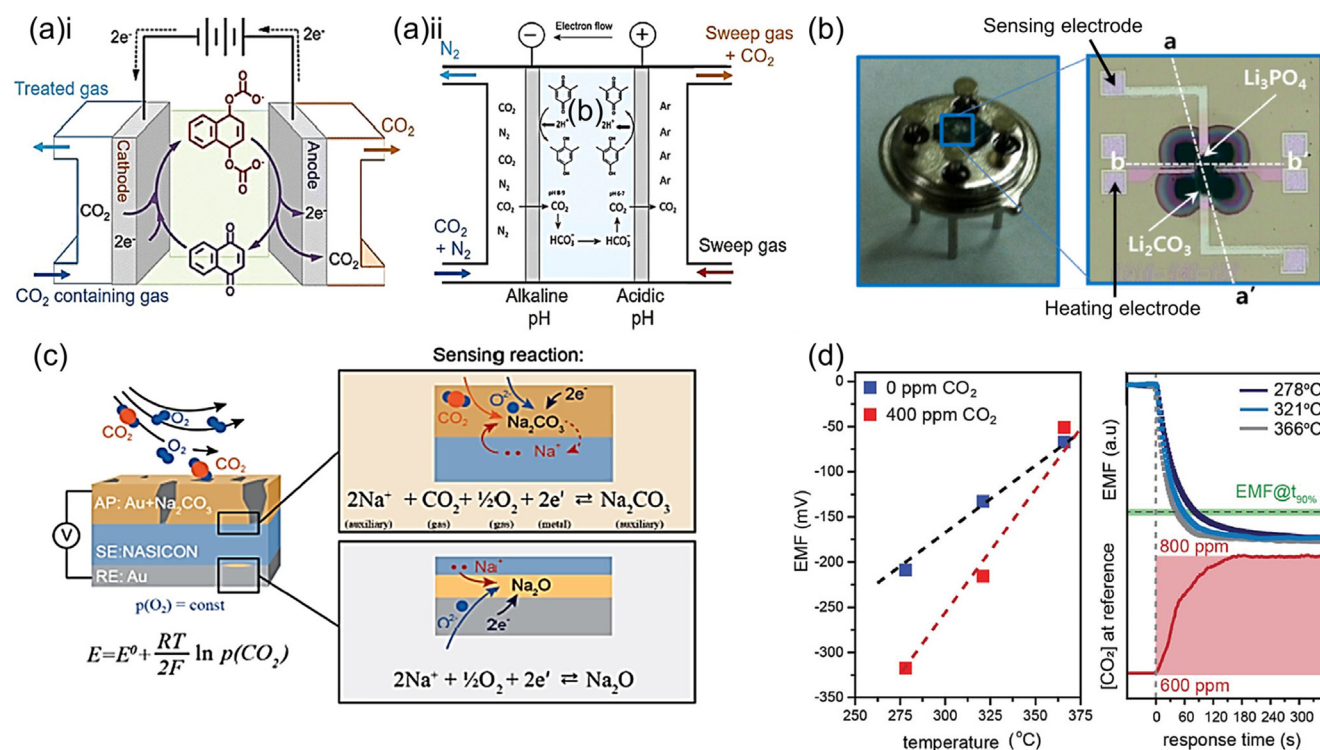 (a)i
2e⁻
2e⁻
Treated gas
CO₂
Cathode
Anode
CO₂
2e⁻
2e⁻
CO₂
CO₂ containing gas
(a)ii
Electron flow
−
+
N₂
Sweep gas
+ CO₂
CO₂
N₂
CO₂
N₂
CO₂
N₂
(b)
2H⁺
2H⁺
OH
OH
Ar
Ar
Ar
Ar
Ar
pH 8-9
pH 6-7
CO₂
CO₂
CO₂
HCO₃⁻
HCO₃⁻
CO₂
+ N₂
Sweep gas
Alkaline
pH
Acidic
pH
(b)
Sensing electrode
a
Li₃PO₄
b
b
Li₂CO₃
Heating electrode
a'
(c)
Sensing reaction:
O₂
CO₂
O₂
CO₂
AP: Au+Na₂CO₃
V
SE:NASICON
RE: Au
p(O₂) = const
E=E⁰+ RT/2F ln p(CO₂)
CO₂
O²⁻
2e⁻
Na₂CO₃
Na⁺
2Na⁺ + CO₂+ ½O₂ + 2e' ⇌ Na₂CO₃
(auxiliary) (gas) (gas) (metal) (auxiliary)
Na⁺
Na₂O
O²⁻
2e⁻
2Na⁺ + ½O₂ + 2e' ⇌ Na₂O
(d)
0 ppm CO₂
400 ppm CO₂
EMF (mV)
0
-50
-100
-150
-200
-250
-300
-350
250 275 300 325 350 375
temperature (°C)
278ºC
321ºC
366ºC
EMF (a.u)
EMF@t₉₀%
800 ppm
[CO₂] at reference
600 ppm
0 60 120 180 240 300
response time (s)